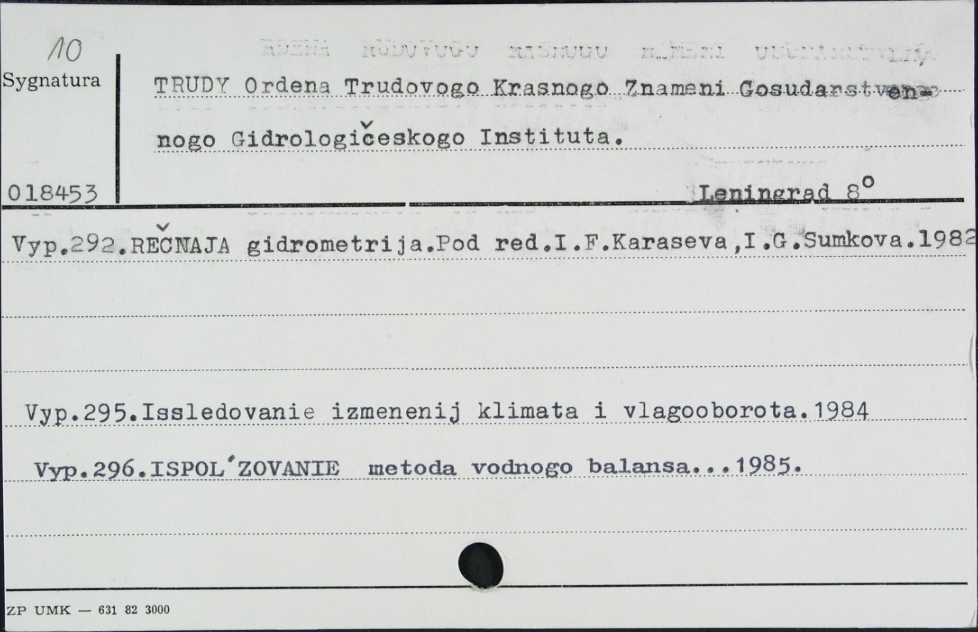 10
Sygnatura
TRUDY Ordena Trudovogo Krasnogo Znameni Gosudarstven-
nogo Gidrologičeskogo Instituta.
018453
Leningrad 8°
Vyp.292.REČNAJA gidrometrija.Pod red.I.F.Karaseva,I.G.Sumkova.1982
Vyp.295.Issledovanie izmenenij klimata i vlagooborota.1984
Vyp.296.ISPOL´ZOVANIE metoda vodnogo balansa...1985.
ZP UMK — 631 82 3000